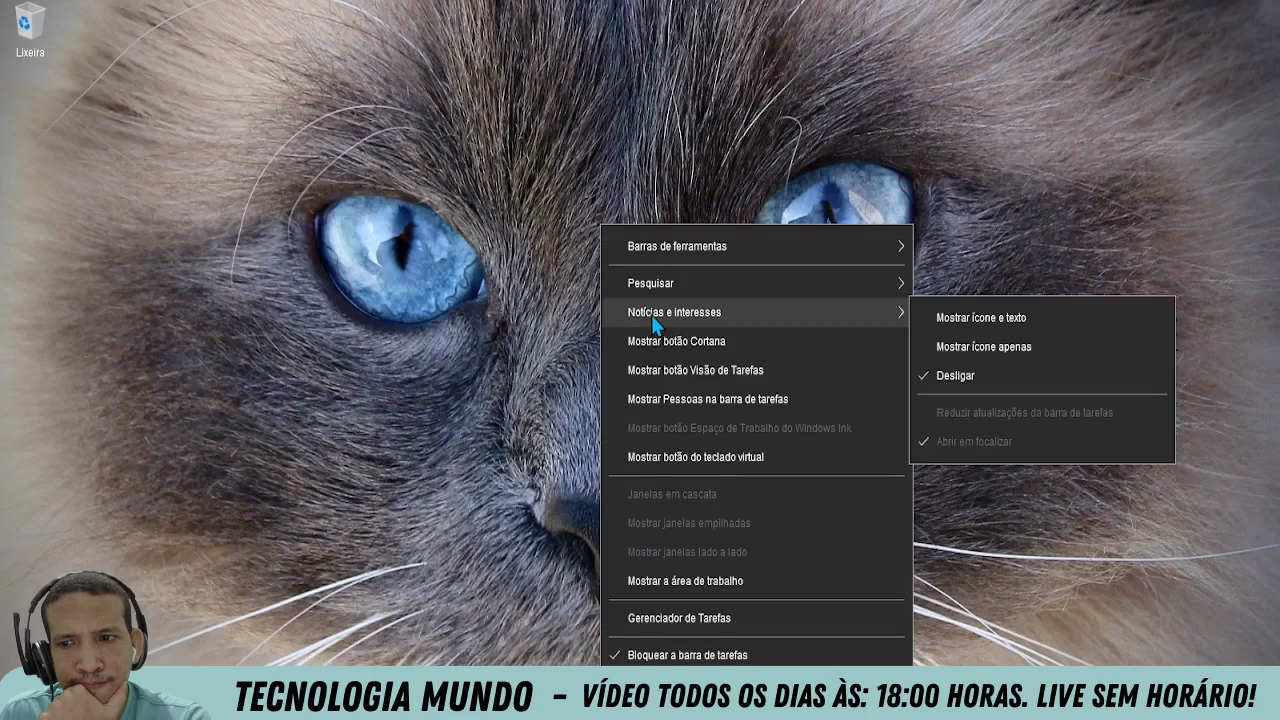 Lixeira
Barras de ferramentas
Pesquisar
Notícias e interesses
Mostrar botão Cortana
Mostrar botão Visão de Tarefas
Mostrar Pessoas na barra de tarefas
Mostrar botão Espaço de Trabalho do Windows Ink
Mostrar botão do teclado virtual
Janelas em cascata
Mostrar janelas empilhadas
Mostrar janelas lado a lado
Mostrar a área de trabalho
Gerenciador de Tarefas
Bloquear a barra de tarefas
Mostrar ícone e texto
Mostrar ícone apenas
Desligar
Reduzir atualizações da barra de tarefas
Abrir em focalizar
TECNOLOGIA MUNDO – VÍDEO TODOS OS DIAS ÀS: 18:00 HORAS. LIVE SEM HORÁRIO!